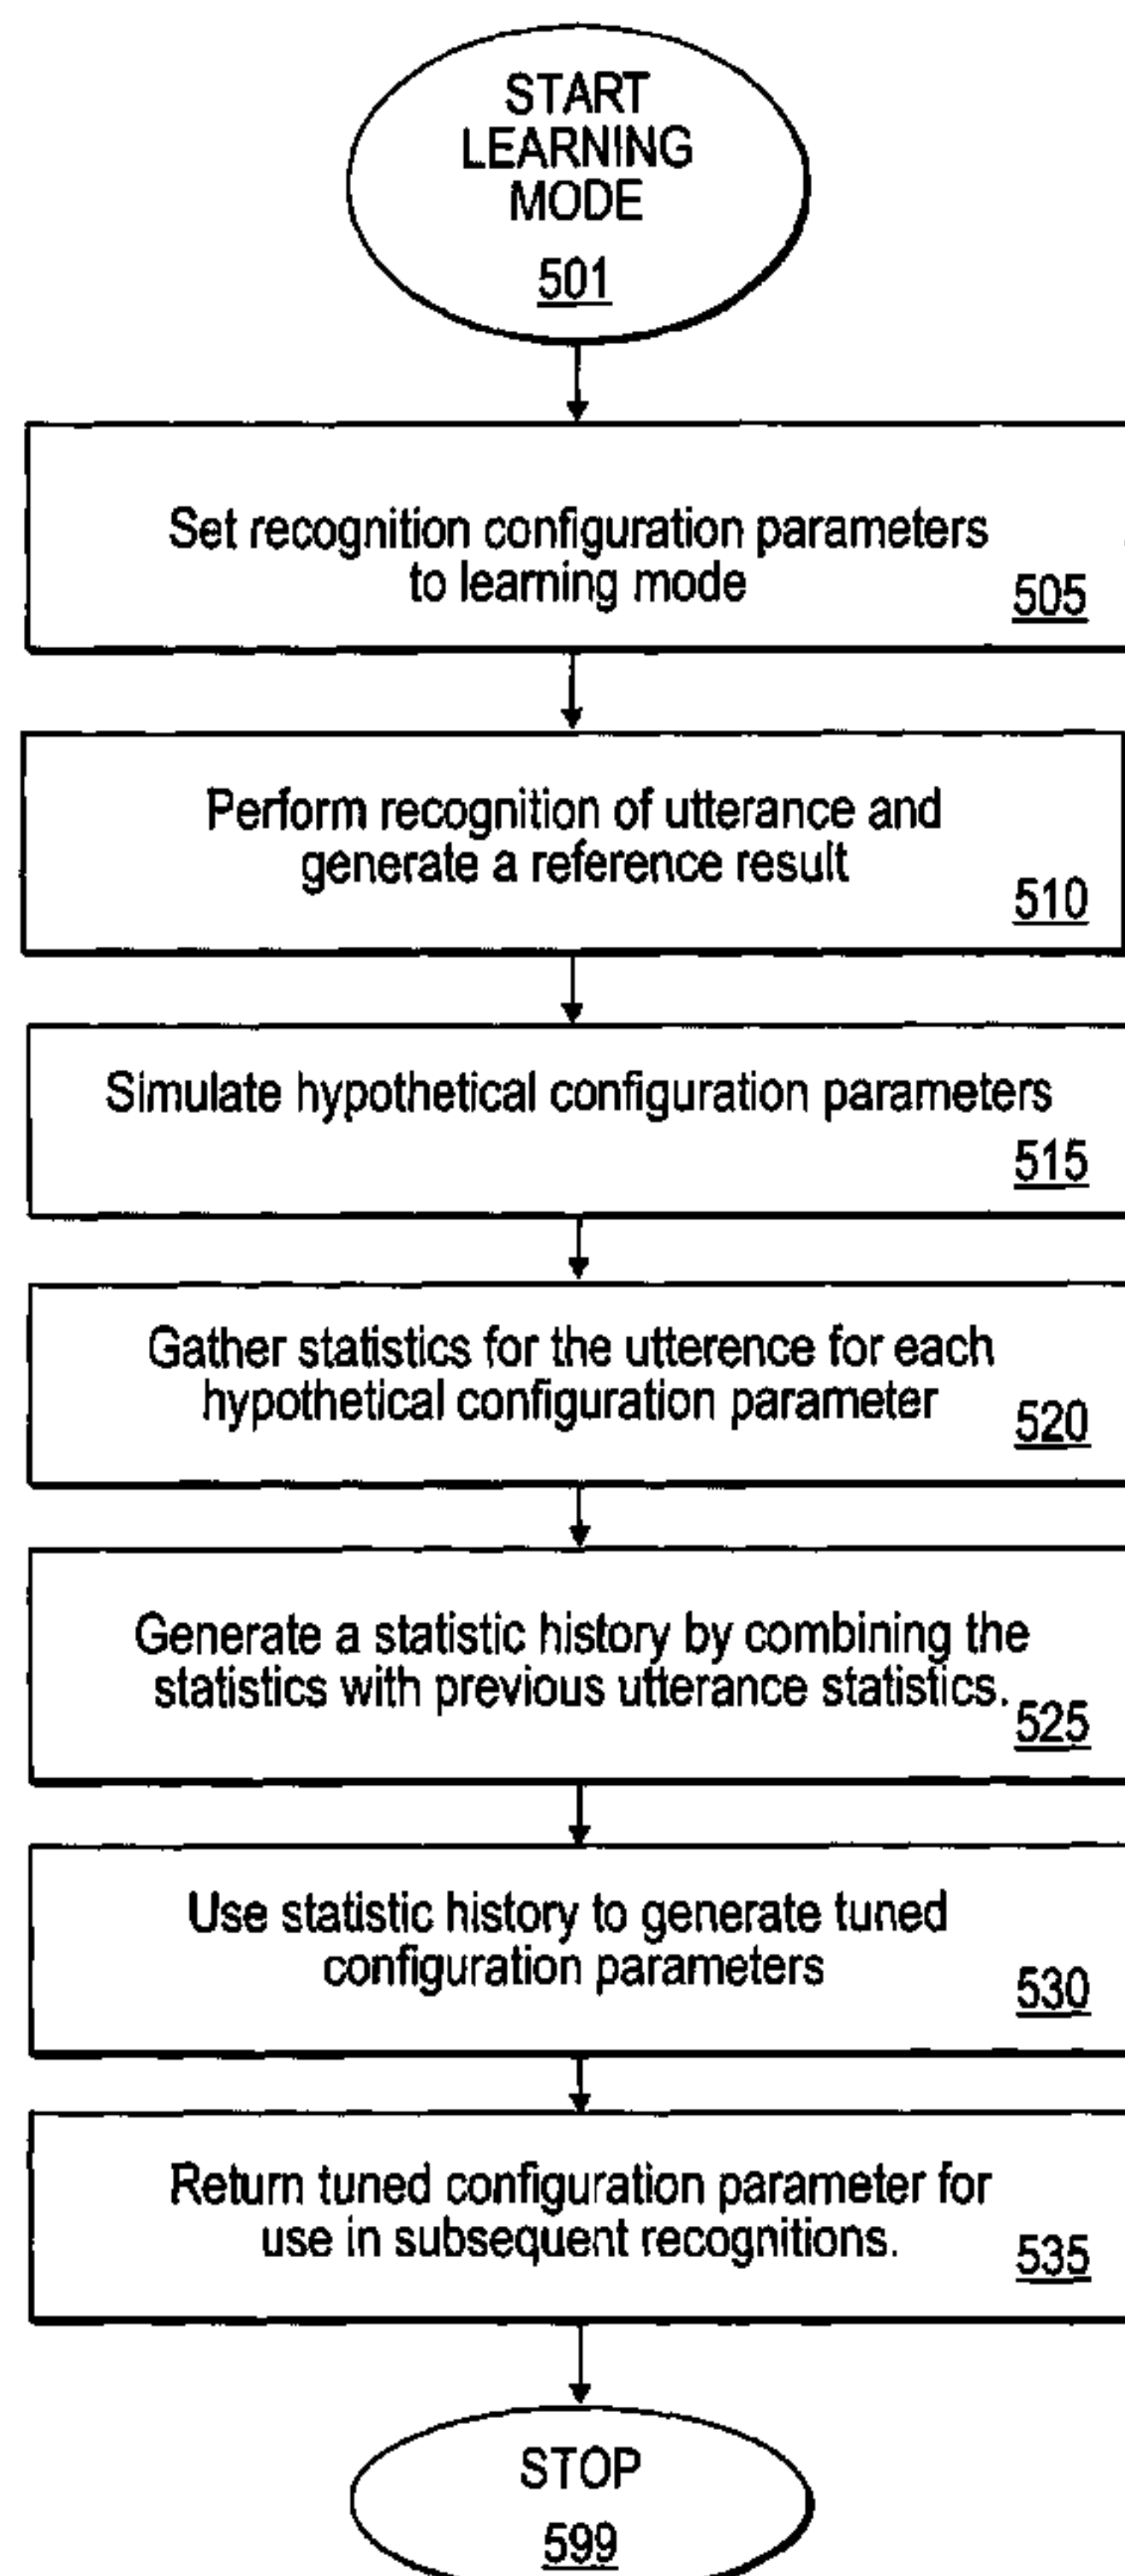 START
LEARNING
MODE
501
Set recognition configuration parameters
to learning mode
505
Perform recognition of utterance and
generate a reference result
510
Simulate hypothetical configuration parameters
515
Gather statistics for the utterence for each
hypothetical configuration parameter
520
Generate a statistic history by combining the
statistics with previous utterance statistics.
525
Use statistic history to generate tuned
configuration parameters
530
Return tuned configuration parameter for
use in subsequent recognitions.
535
STOP
599